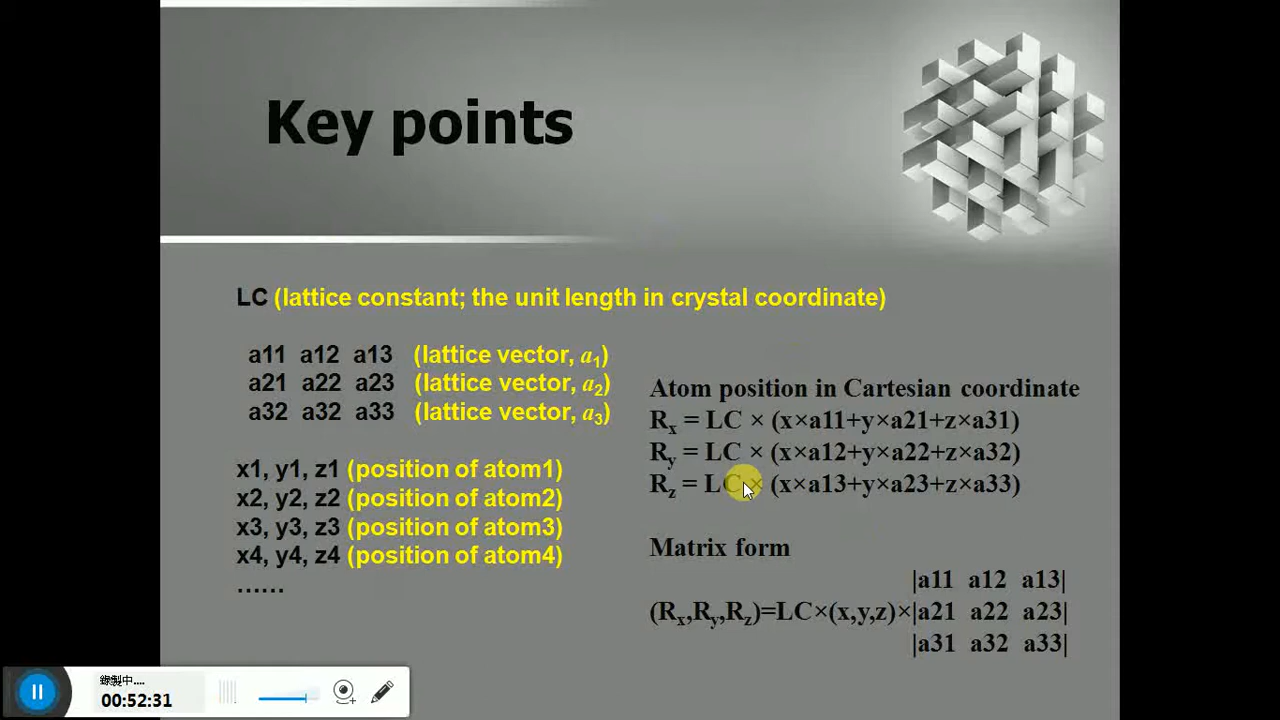 Key points
LC (lattice constant; the unit length in crystal coordinate)
a11 a12 a13 (lattice vector, a1)
a21 a22 a23 (lattice vector, a2)
a32 a32 a33 (lattice vector, a3)
x1, y1, z1 (position of atom1)
x2, y2, z2 (position of atom2)
x3, y3, z3 (position of atom3)
x4, y4, z4 (position of atom4)
......
Atom position in Cartesian coordinate
Rx = LC × (x×a11+y×a21+z×a31)
Ry = LC × (x×a12+y×a22+z×a32)
Rz = LC × (x×a13+y×a23+z×a33)
Matrix form
|a11 a12 a13|
(Rx,Ry,Rz)=LC×(x,y,z)×|a21 a22 a23|
|a31 a32 a33|
錄製中....
00:52:31